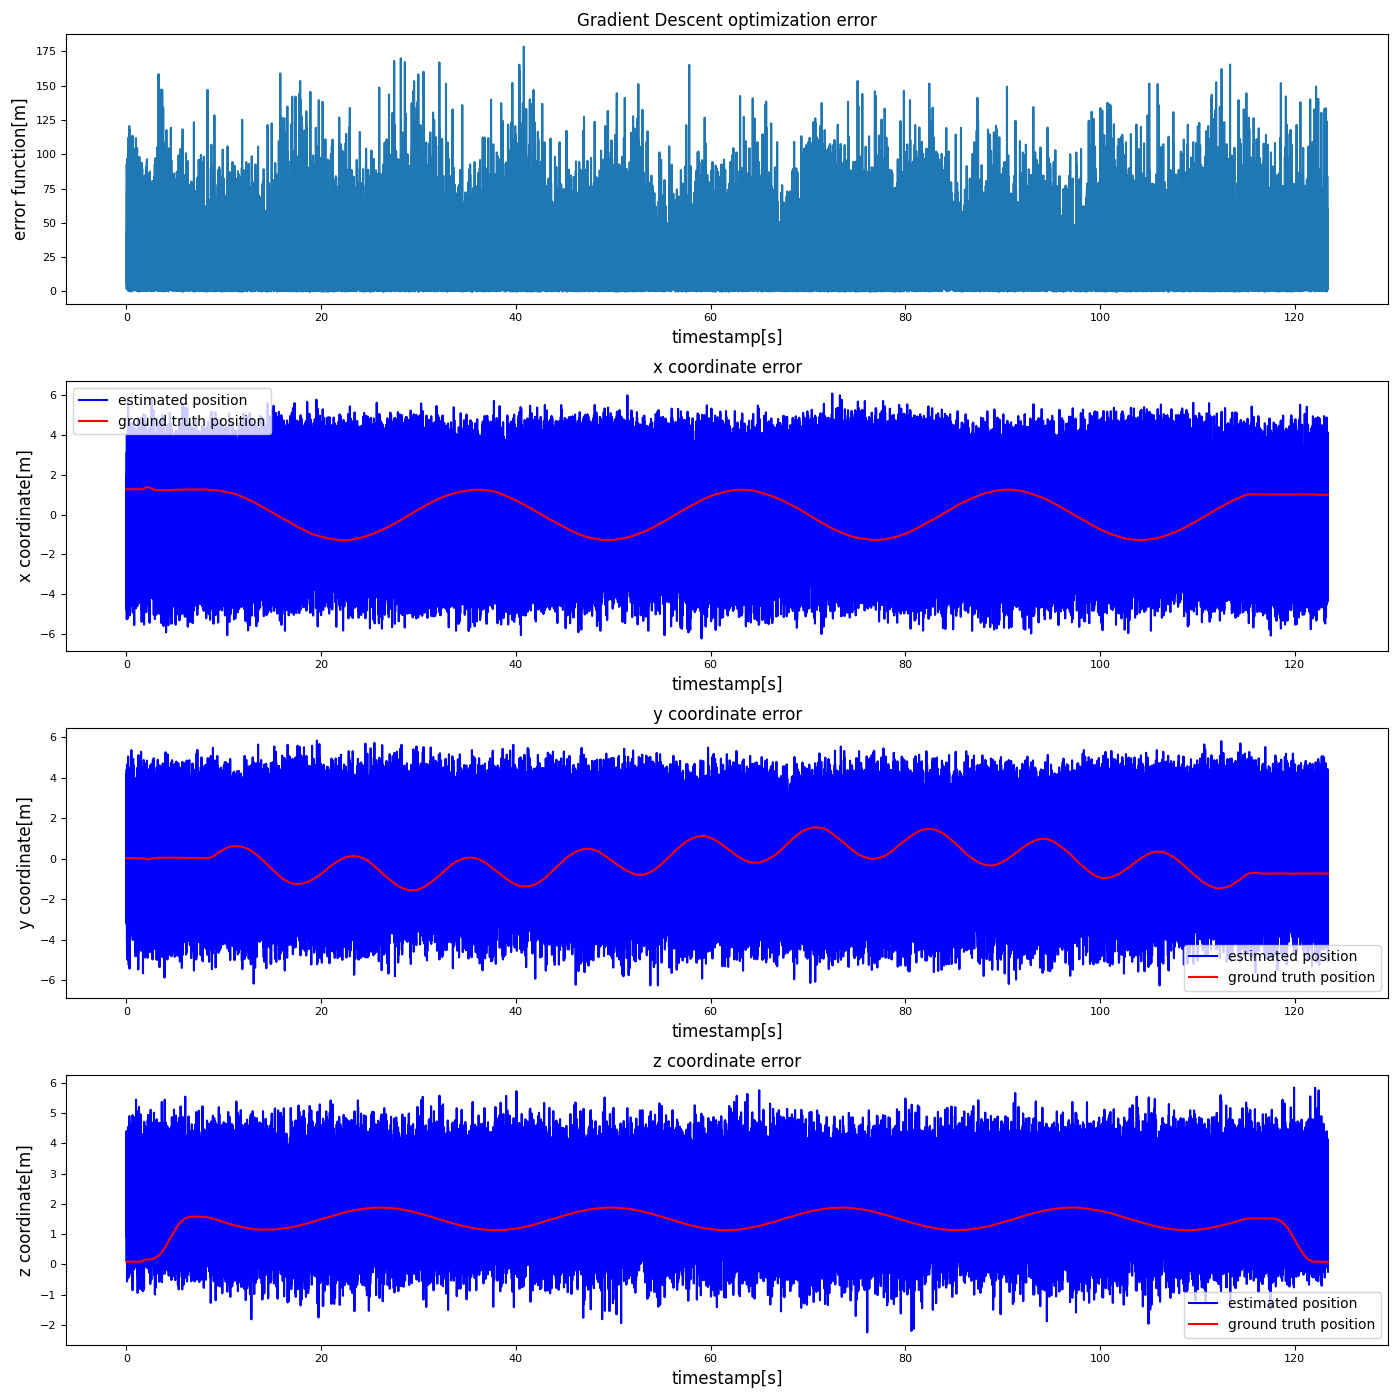 Gradient Descent optimization error
175
150
125
100
75
50
25
0
error function[m]
0 20 40 60 80 100 120
timestamp[s]
x coordinate error
estimated position
ground truth position
6
4
2
0
−2
−4
−6
x coordinate[m]
0 20 40 60 80 100 120
timestamp[s]
y coordinate error
6
4
2
0
−2
−4
−6
y coordinate[m]
estimated position
ground truth position
0 20 40 60 80 100 120
timestamp[s]
z coordinate error
6
5
4
3
2
1
0
−1
−2
z coordinate[m]
estimated position
ground truth position
0 20 40 60 80 100 120
timestamp[s]